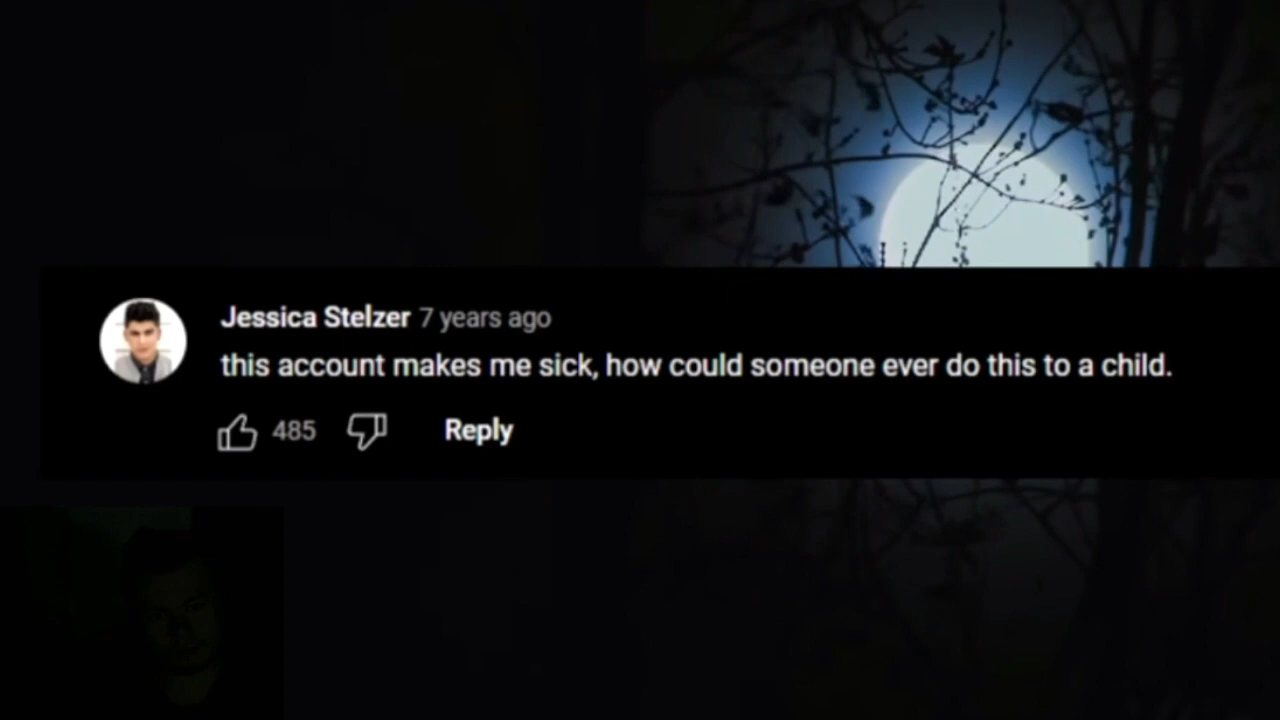 Jessica Stelzer 7 years ago
this account makes me sick, how could someone ever do this to a child.
485 Reply